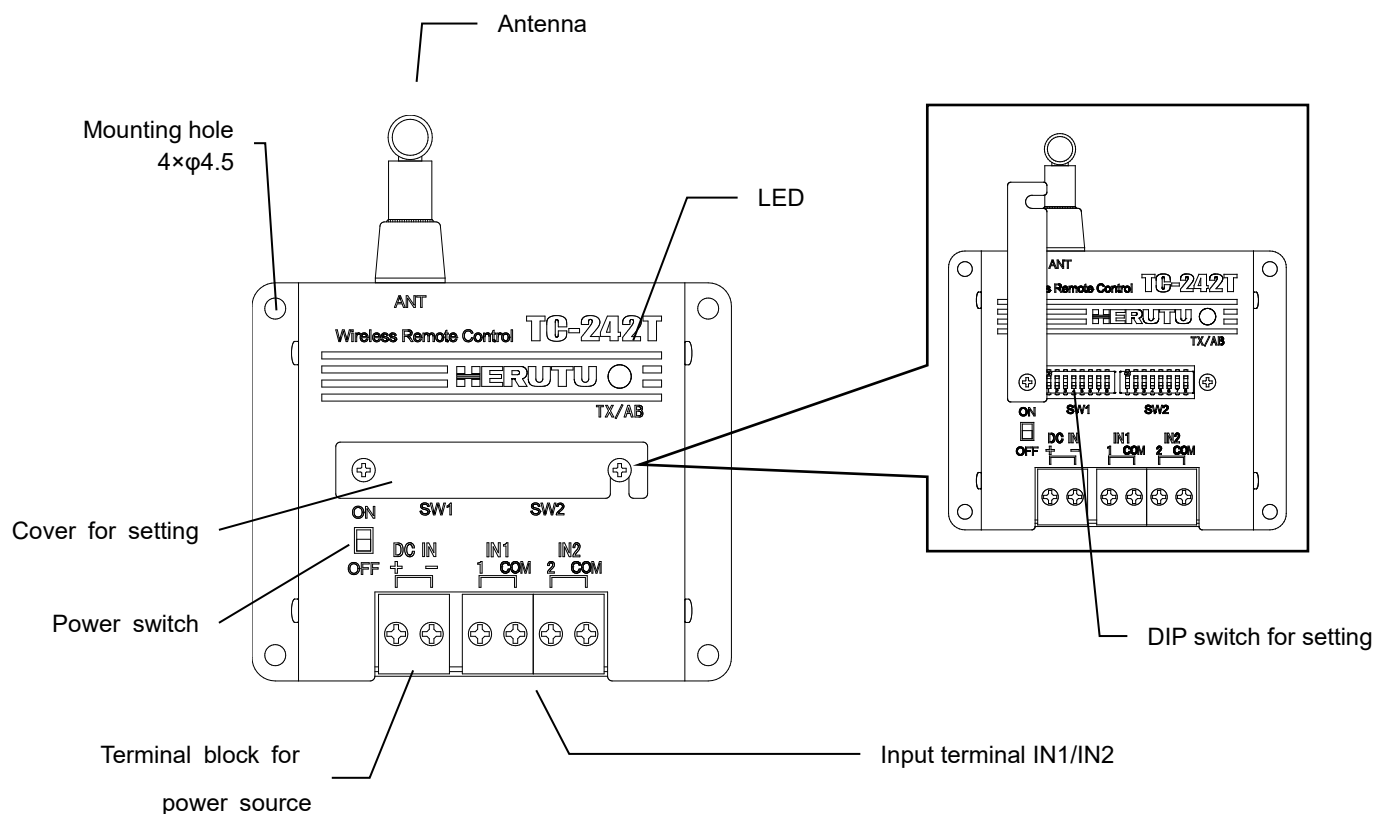 Antenna
Mounting hole
4×φ4.5
LED
ANT
Wireless Remote Control TC-242T
HERUTU
TX/AB
Cover for setting
SW1 SW2
ON
OFF
DC IN
+ −
IN1
1 COM
IN2
2 COM
Power switch
Terminal block for
power source
Input terminal IN1/IN2
ANT
s Remote Control TC-242T
HERUTU
TX/AB
SW1 SW2
ON
OFF
DC IN
+ −
IN1
1 COM
IN2
2 COM
DIP switch for setting